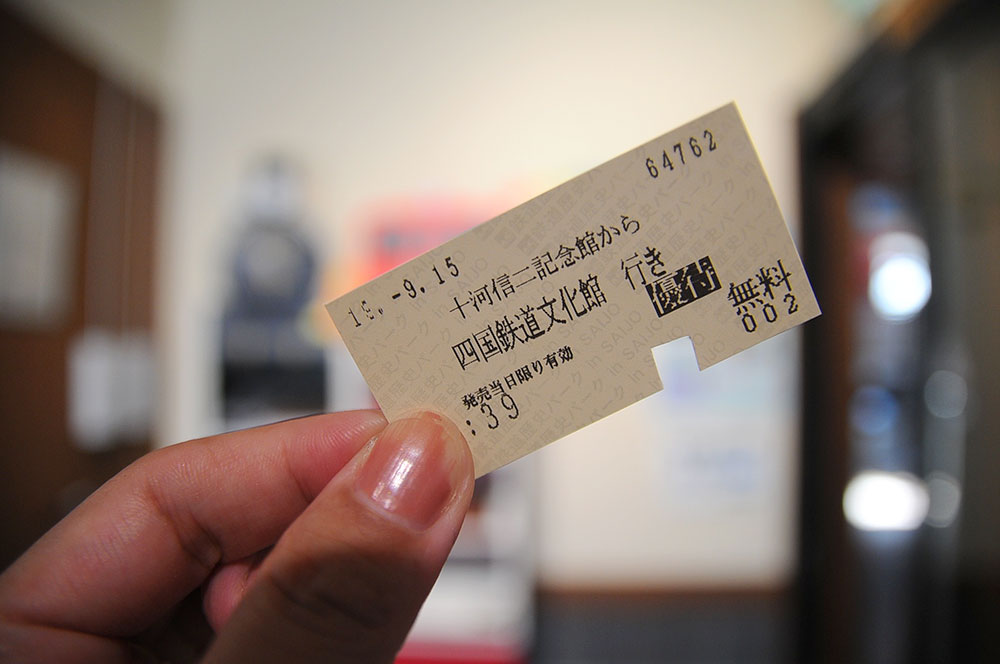 64762
19. -9.15
十河信二記念館から
四国鉄道文化館 行き
優待 無料
発売当日限り有効 002
:39